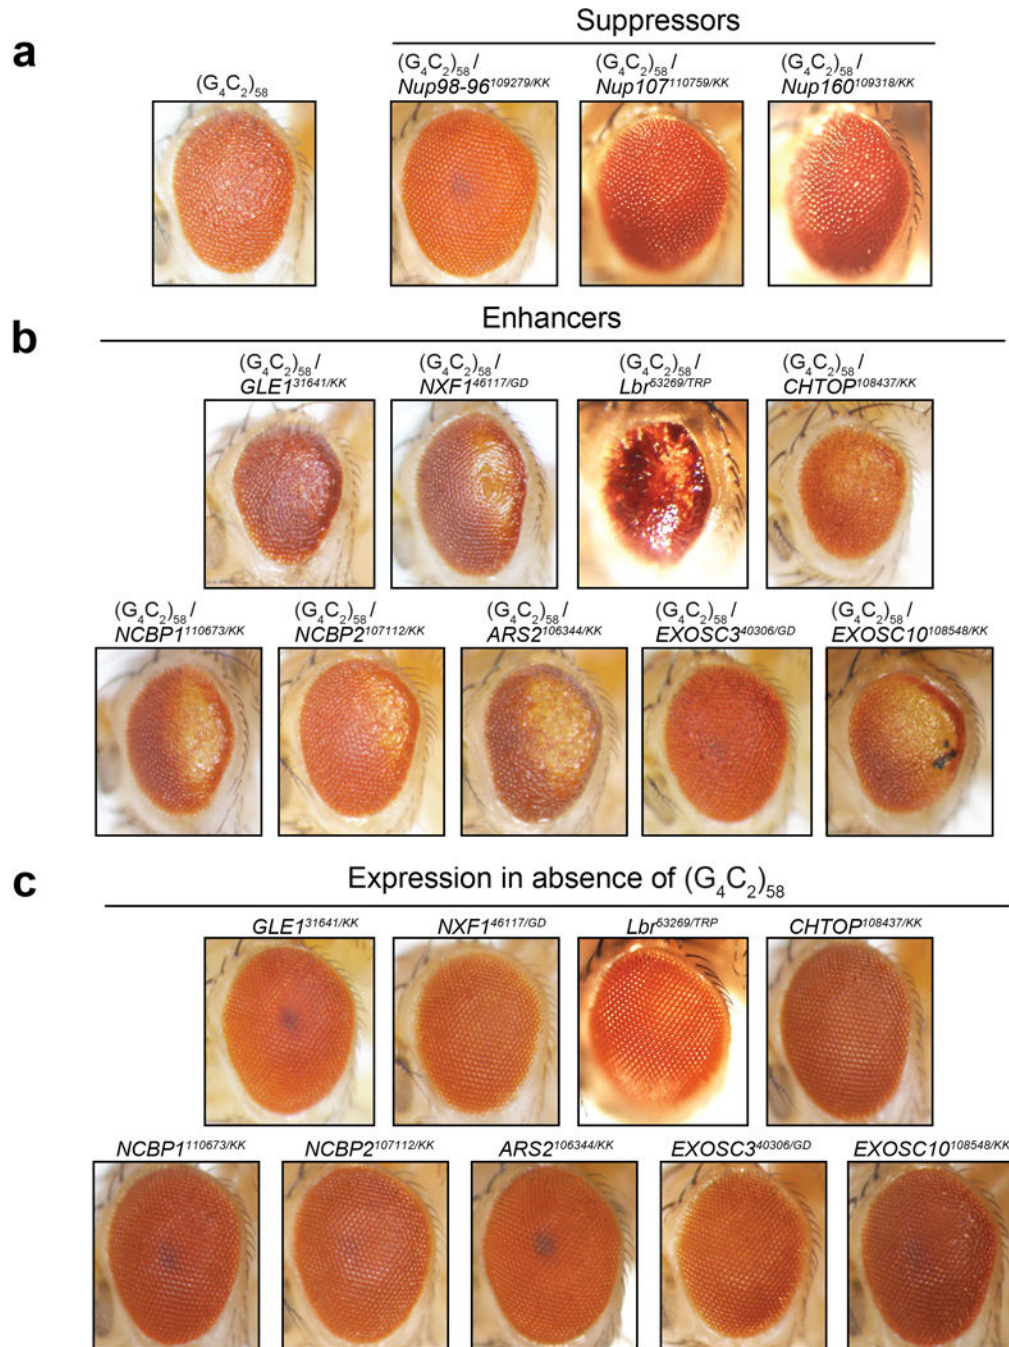 a
Suppressors
(G₄C₂)₅₈
(G₄C₂)₅₈ / (G₄C₂)₅₈ / (G₄C₂)₅₈ /
Nup98-96¹⁰⁹²⁷⁹/ᴷᴷ Nup107¹¹⁰⁷⁵⁹/ᴷᴷ Nup160¹⁰⁹³¹⁸/ᴷᴷ
b
Enhancers
(G₄C₂)₅₈ / (G₄C₂)₅₈ / (G₄C₂)₅₈ / (G₄C₂)₅₈ /
GLE1³¹⁶⁴¹/ᴷᴷ NXF1⁴⁶¹¹⁷/ᴳᴰ Lbr⁵³²⁶⁹/ᵀᴿᴾ CHTOP¹⁰⁸⁴³⁷/ᴷᴷ
(G₄C₂)₅₈ / (G₄C₂)₅₈ / (G₄C₂)₅₈ / (G₄C₂)₅₈ / (G₄C₂)₅₈ /
NCBP1¹¹⁰⁶⁷³/ᴷᴷ NCBP2¹⁰⁷¹¹²/ᴷᴷ ARS2¹⁰⁶³⁴⁴/ᴷᴷ EXOSC3⁴⁰³⁰⁶/ᴳᴰ EXOSC10¹⁰⁸⁵⁴⁸/ᴷᴷ
c
Expression in absence of (G₄C₂)₅₈
GLE1³¹⁶⁴¹/ᴷᴷ NXF1⁴⁶¹¹⁷/ᴳᴰ Lbr⁵³²⁶⁹/ᵀᴿᴾ CHTOP¹⁰⁸⁴³⁷/ᴷᴷ
NCBP1¹¹⁰⁶⁷³/ᴷᴷ NCBP2¹⁰⁷¹¹²/ᴷᴷ ARS2¹⁰⁶³⁴⁴/ᴷᴷ EXOSC3⁴⁰³⁰⁶/ᴳᴰ EXOSC10¹⁰⁸⁵⁴⁸/ᴷᴷ